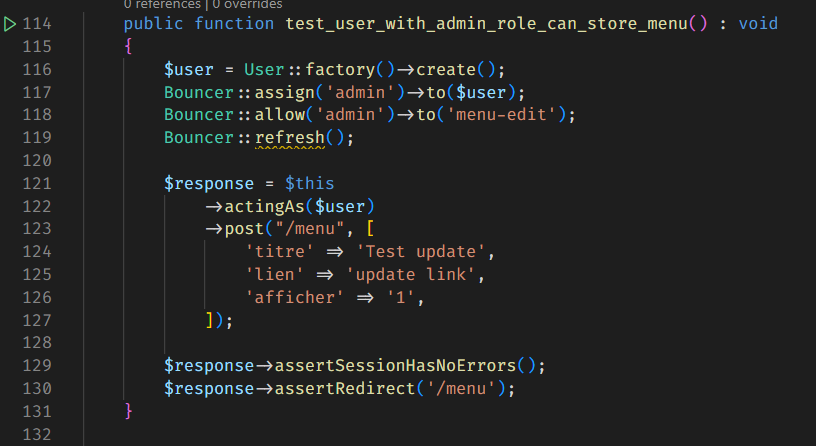 0 references | 0 overrides
114 public function test_user_with_admin_role_can_store_menu() : void
115 {
116 $user = User::factory()->create();
117 Bouncer::assign('admin')->to($user);
118 Bouncer::allow('admin')->to('menu-edit');
119 Bouncer::refresh();
120
121 $response = $this
122 ->actingAs($user)
123 ->post("/menu", [
124 'titre' => 'Test update',
125 'lien' => 'update link',
126 'afficher' => '1',
127 ]);
128
129 $response->assertSessionHasNoErrors();
130 $response->assertRedirect('/menu');
131 }
132